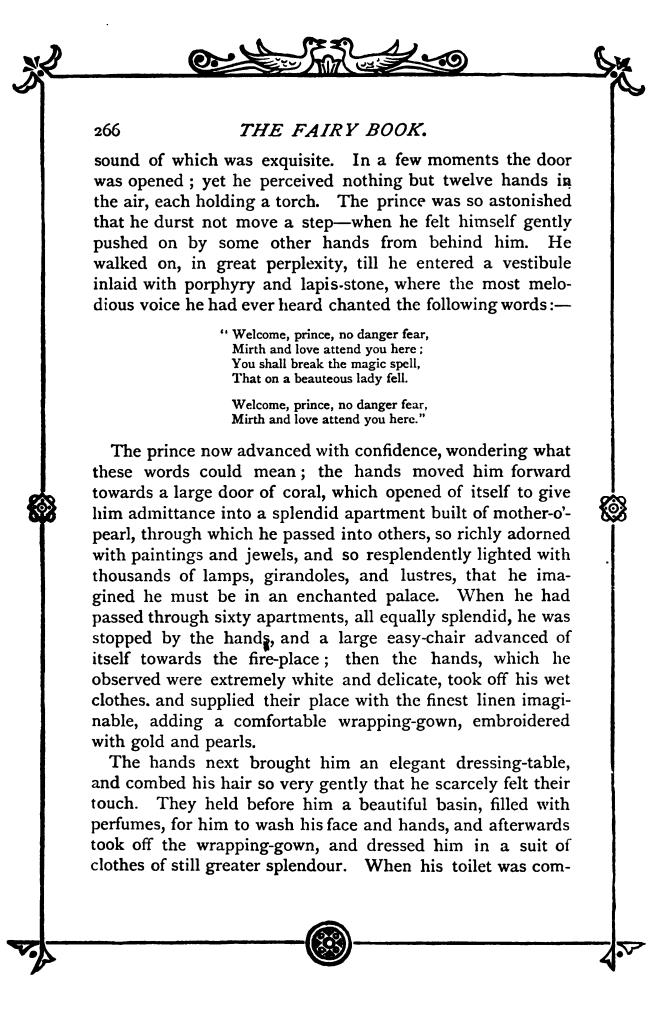 266 THE FAIRY BOOK.
sound of which was exquisite. In a few moments the door
was opened ; yet he perceived nothing but twelve hands in
the air, each holding a torch. The prince was so astonished
that he durst not move a step—when he felt himself gently
pushed on by some other hands from behind him. He
walked on, in great perplexity, till he entered a vestibule
inlaid with porphyry and lapis-stone, where the most melo-
dious voice he had ever heard chanted the following words :—
“ Welcome, prince, no danger fear,
Mirth and love attend you here ;
You shall break the magic spell,
That on a beauteous lady fell.
Welcome, prince, no danger fear,
Mirth and love attend you here.”
The prince now advanced with confidence, wondering what
these words could mean ; the hands moved him forward
towards a large door of coral, which opened of itself to give
him admittance into a splendid apartment built of mother-o’-
pearl, through which he passed into others, so richly adorned
with paintings and jewels, and so resplendently lighted with
thousands of lamps, girandoles, and lustres, that he ima-
gined he must be in an enchanted palace. When he had
passed through sixty apartments, all equally splendid, he was
stopped by the hands, and a large easy-chair advanced of
itself towards the fire-place ; then the hands, which he
observed were extremely white and delicate, took off his wet
clothes. and supplied their place with the finest linen imagi-
nable, adding a comfortable wrapping-gown, embroidered
with gold and pearls.
The hands next brought him an elegant dressing-table,
and combed his hair so very gently that he scarcely felt their
touch. They held before him a beautiful basin, filled with
perfumes, for him to wash his face and hands, and afterwards
took off the wrapping-gown, and dressed him in a suit of
clothes of still greater splendour. When his toilet was com-